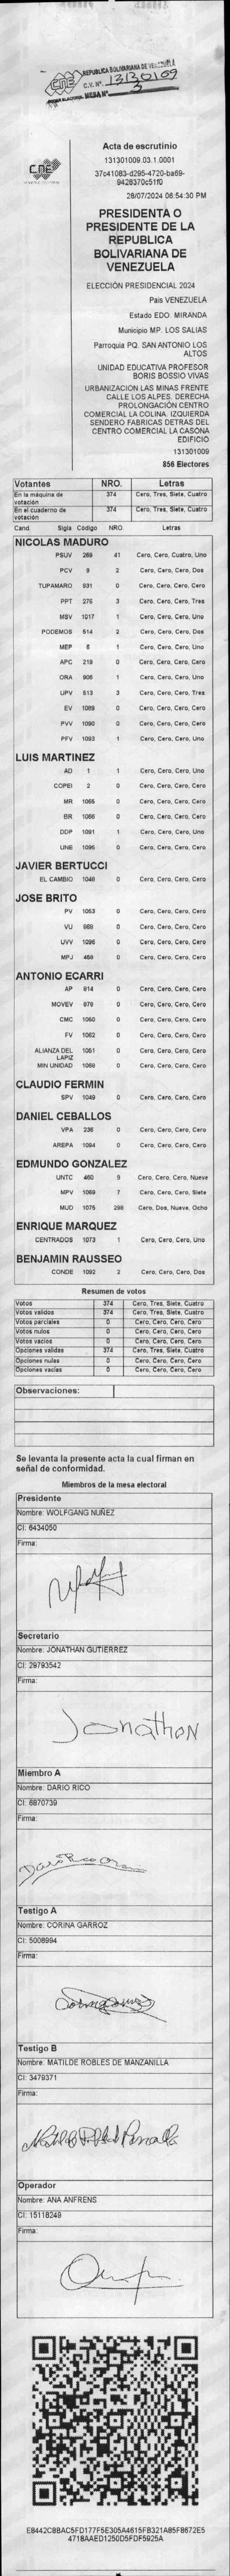 REPUBLICA BOLIVARIANA DE VENEZUELA
CNE C.V. Nº. 131301009
PODER ELECTORAL MESA Nº 3
Acta de escrutinio
CNE
131301009.03.1.0001
28/07/2024 06:54:30 PM
PRESIDENTA O
PRESIDENTE DE LA
REPUBLICA
BOLIVARIANA DE
VENEZUELA
ELECCIÓN PRESIDENCIAL 2024
Pais VENEZUELA
Estado EDO. MIRANDA
Municipio MP. LOS SALIAS
Parroquia PQ. SAN ANTONIO LOS
ALTOS
UNIDAD EDUCATIVA PROFESOR
BORIS BOSSIO VIVAS
URBANIZACION LAS MINAS FRENTE
CALLE LOS ALPES. DERECHA
PROLONGACIÓN CENTRO
COMERCIAL LA COLINA. IZQUIERDA
SENDERO FABRICAS DETRAS DEL
CENTRO COMERCIAL LA CASONA
EDIFICIO
131301009
856 Electores
Votantes NRO. Letras
En la máquina de votación 374 Cero, Tres, Siete, Cuatro
En el cuaderno de votación 374 Cero, Tres, Siete, Cuatro
Cand. Sigla Código NRO. Letras
NICOLAS MADURO
PSUV 269 41 Cero, Cero, Cuatro, Uno
PCV 9 2 Cero, Cero, Cero, Dos
TUPAMARO 931 0 Cero, Cero, Cero, Cero
PPT 276 3 Cero, Cero, Cero, Tres
MSV 1017 1 Cero, Cero, Cero, Uno
PODEMOS 514 2 Cero, Cero, Cero, Dos
MEP 6 1 Cero, Cero, Cero, Uno
APC 219 0 Cero, Cero, Cero, Cero
ORA 906 1 Cero, Cero, Cero, Uno
UPV 513 3 Cero, Cero, Cero, Tres
EV 1089 0 Cero, Cero, Cero, Cero
PVV 1090 0 Cero, Cero, Cero, Cero
PFV 1093 1 Cero, Cero, Cero, Uno
LUIS MARTINEZ
AD 1 1 Cero, Cero, Cero, Uno
COPEI 2 0 Cero, Cero, Cero, Cero
MR 1065 0 Cero, Cero, Cero, Cero
BR 1066 0 Cero, Cero, Cero, Cero
DDP 1091 1 Cero, Cero, Cero, Uno
UNE 1095 0 Cero, Cero, Cero, Cero
JAVIER BERTUCCI
EL CAMBIO 1048 0 Cero, Cero, Cero, Cero
JOSE BRITO
PV 1053 0 Cero, Cero, Cero, Cero
VU 868 0 Cero, Cero, Cero, Cero
UVV 1096 0 Cero, Cero, Cero, Cero
MPJ 458 0 Cero, Cero, Cero, Cero
ANTONIO ECARRI
AP 814 0 Cero, Cero, Cero, Cero
MOVEV 878 0 Cero, Cero, Cero, Cero
CMC 1050 0 Cero, Cero, Cero, Cero
FV 1062 0 Cero, Cero, Cero, Cero
ALIANZA DEL LAPIZ 1051 0 Cero, Cero, Cero, Cero
MIN UNIDAD 1068 0 Cero, Cero, Cero, Cero
CLAUDIO FERMIN
SPV 1049 0 Cero, Cero, Cero, Cero
DANIEL CEBALLOS
VPA 236 0 Cero, Cero, Cero, Cero
AREPA 1094 0 Cero, Cero, Cero, Cero
EDMUNDO GONZALEZ
UNTC 460 9 Cero, Cero, Cero, Nueve
MPV 1069 7 Cero, Cero, Cero, Siete
MUD 1075 298 Cero, Dos, Nueve, Ocho
ENRIQUE MARQUEZ
CENTRADOS 1073 1 Cero, Cero, Cero, Uno
BENJAMIN RAUSSEO
CONDE 1092 2 Cero, Cero, Cero, Dos
Resumen de votos
Votos 374 Cero, Tres, Siete, Cuatro
Votos validos 374 Cero, Tres, Siete, Cuatro
Votos parciales 0 Cero, Cero, Cero, Cero
Votos nulos 0 Cero, Cero, Cero, Cero
Votos vacios 0 Cero, Cero, Cero, Cero
Opciones validas 374 Cero, Tres, Siete, Cuatro
Opciones nulas 0 Cero, Cero, Cero, Cero
Opciones vacias 0 Cero, Cero, Cero, Cero
Observaciones:
Se levanta la presente acta la cual firman en
señal de conformidad.
Miembros de la mesa electoral
Presidente
Nombre: WOLFGANG NUÑEZ
CI: 6434050
Firma:
Secretario
Nombre: JONATHAN GUTIERREZ
CI: 29793542
Firma:
Jonathon
Miembro A
Nombre: DARIO RICO
CI: 6970739
Firma:
Testigo A
Nombre: CORINA GARROZ
CI: 5008994
Firma:
Testigo B
Nombre: MATILDE ROBLES DE MANZANILLA
CI: 3479371
Firma:
Operador
Nombre: ANA ANFRENS
CI: 15118249
Firma: